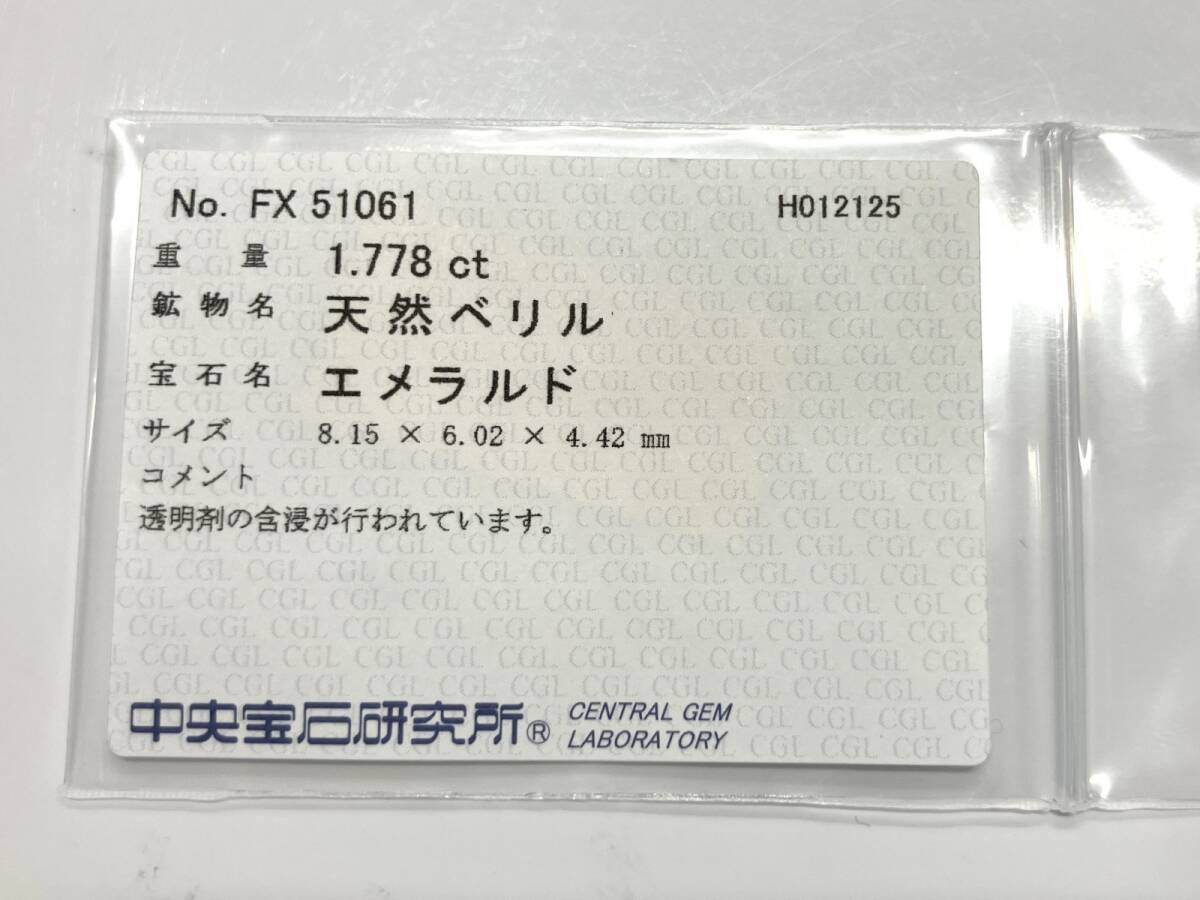 No. FX 51061 H012125
重量 1.778 ct
鉱物名 天然ベリル
宝石名 エメラルド
サイズ 8.15 × 6.02 × 4.42 mm
コメント
透明剤の含浸が行われています。
中央宝石研究所® CENTRAL GEM
LABORATORY